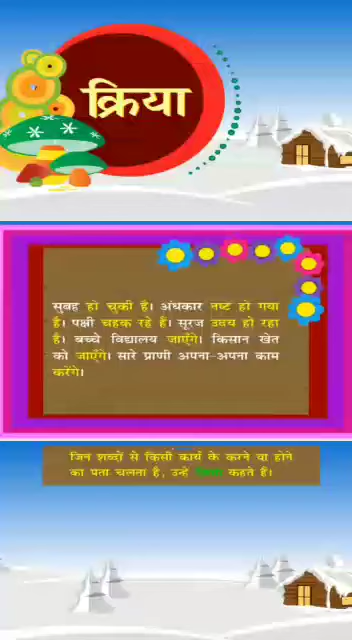 क्रिया
सुबह हो चुकी है। अंधकार नष्ट हो गया
है। पक्षी चहक रहे हैं। सूरज उदय हो रहा
है। बच्चे विद्यालय जाएँगे। किसान खेत
को जाएँगे। सारे प्राणी अपना-अपना काम
करेंगे।
जिन शब्दों से किसी कार्य के करने या होने
का पता चलता है, उन्हे क्रिया कहते हैं।